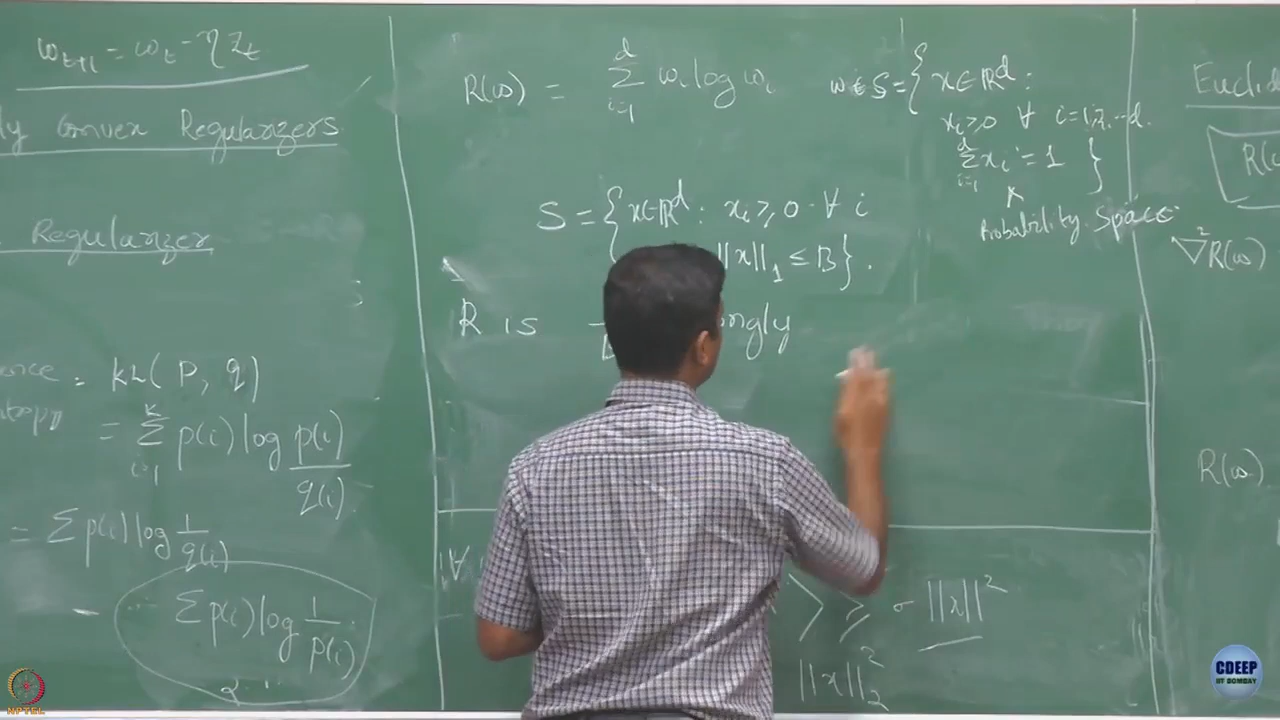 w_{t+1} = w_t - η z_t
ly Convex Regularizers
Regularizer
ance = KL(P, q)
= Σ_{i=1}^{k} p(i) log p(i)/q(i)
= Σ p(i) log 1/q(i)
- Σ p(i) log 1/p(i)
R(w) = Σ_{i=1}^{d} w_i log w_i
w ∈ S = { x ∈ ℝ^d :
x_i ≥ 0 ∀ i=1,2,--d.
Σ_{i=1}^{d} x_i = 1 }
Probability Space
S = { x ∈ ℝ^d : x_i ≥ 0 ∀ i
||x||_1 ≤ B }.
R is
ngly
∀
> ≥ σ ||x||^2
||x||_2^2
Euclid
R(
∇^2 R(w)
R(w)
NPTEL
CDEEP
IIT BOMBAY